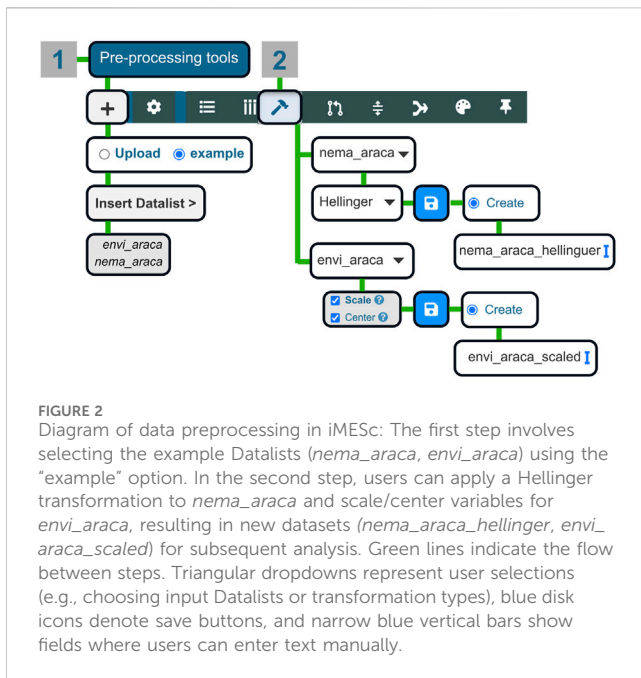 1
Pre-processing tools
2
Upload
example
Insert Datalist >
envi_araca
nema_araca
nema_araca
Hellinger
Create
nema_araca_hellinguer
envi_araca
Scale
Center
Create
envi_araca_scaled
FIGURE 2
Diagram of data preprocessing in iMESc: The first step involves
selecting the example Datalists (nema_araca, envi_araca) using the
"example" option. In the second step, users can apply a Hellinger
transformation to nema_araca and scale/center variables for
envi_araca, resulting in new datasets (nema_araca_hellinger, envi_
araca_scaled) for subsequent analysis. Green lines indicate the flow
between steps. Triangular dropdowns represent user selections
(e.g., choosing input Datalists or transformation types), blue disk
icons denote save buttons, and narrow blue vertical bars show
fields where users can enter text manually.